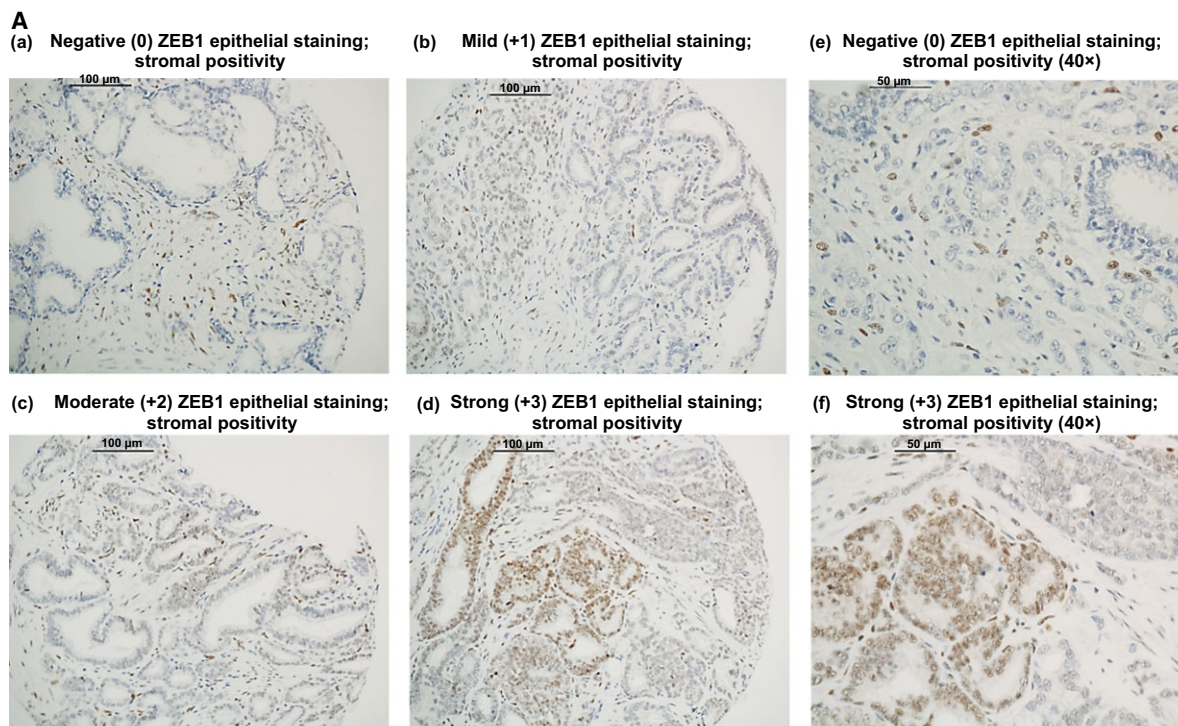 A
(a) Negative (0) ZEB1 epithelial staining;
stromal positivity
100 µm
(b) Mild (+1) ZEB1 epithelial staining;
stromal positivity
100 µm
(e) Negative (0) ZEB1 epithelial staining;
stromal positivity (40×)
50 µm
(c) Moderate (+2) ZEB1 epithelial staining;
stromal positivity
100 µm
(d) Strong (+3) ZEB1 epithelial staining;
stromal positivity
100 µm
(f) Strong (+3) ZEB1 epithelial staining;
stromal positivity (40×)
50 µm